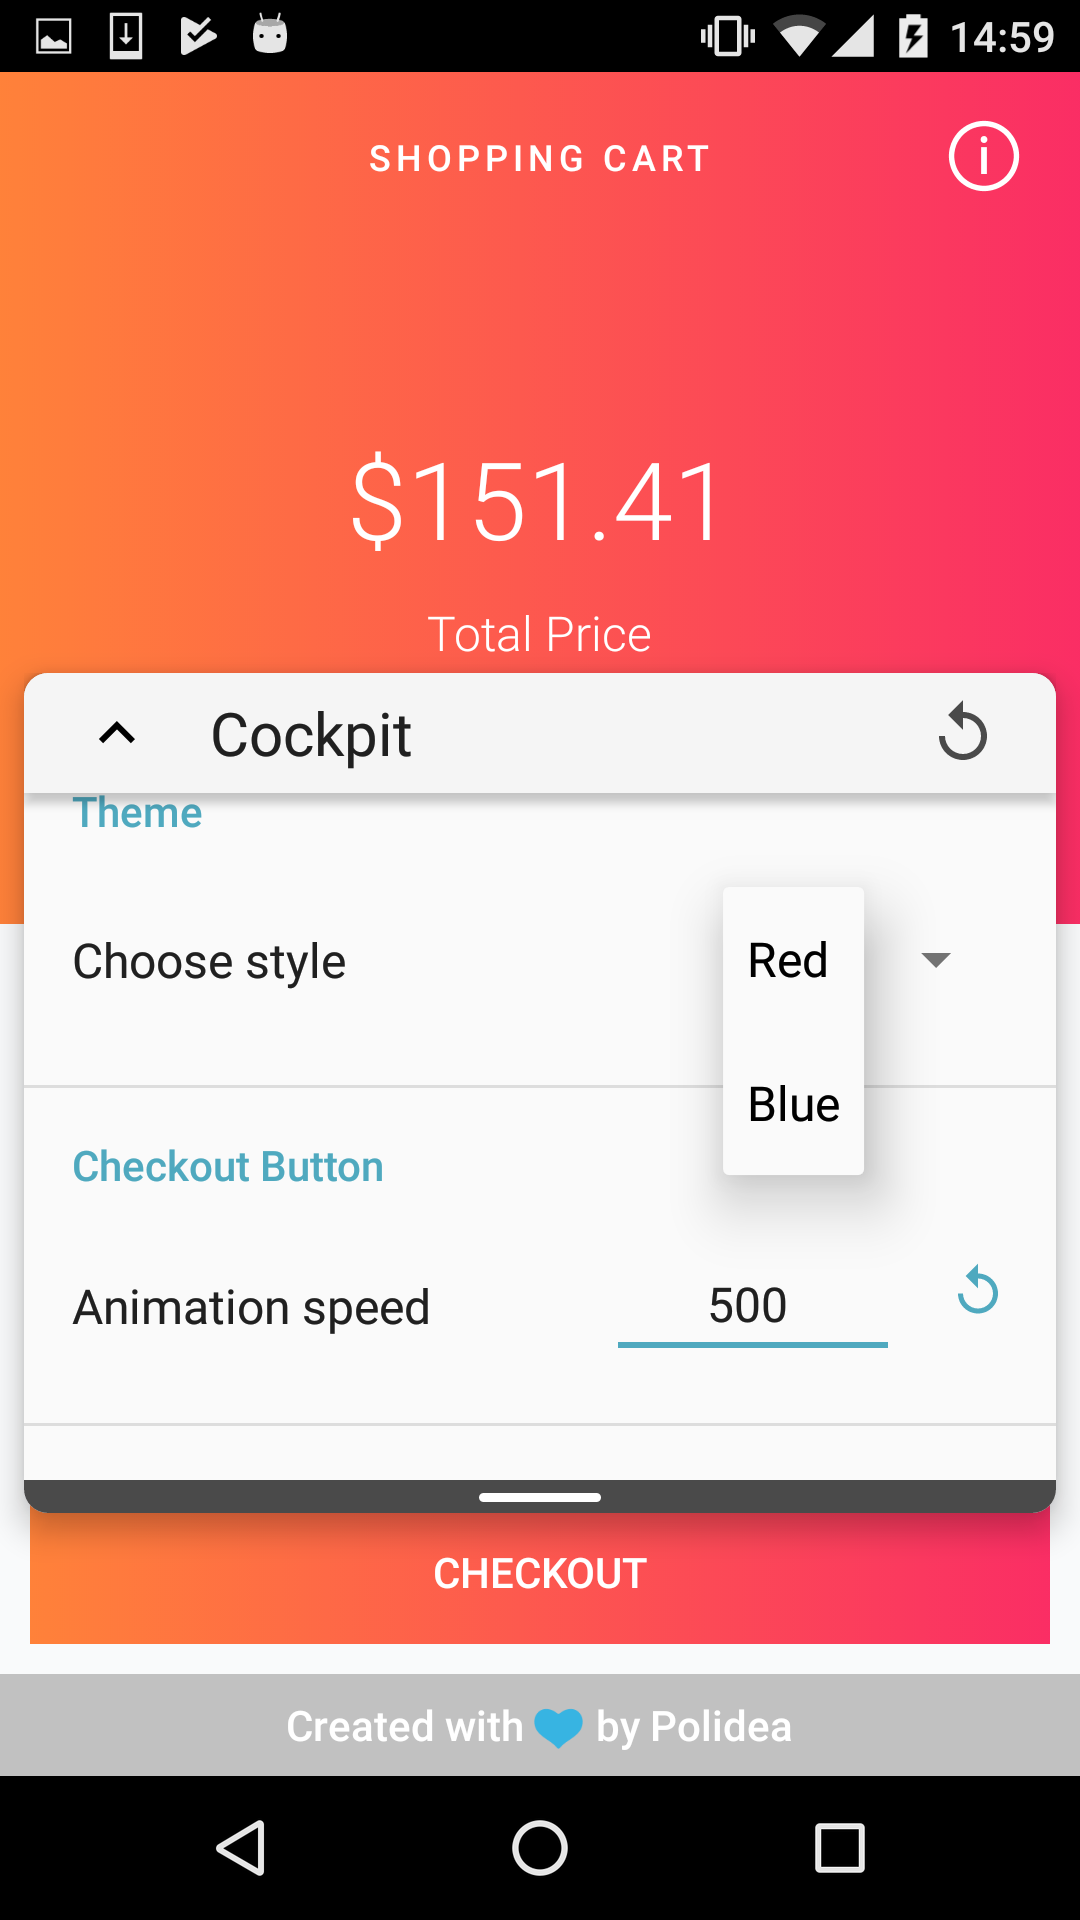 14:59
SHOPPING CART
$151.41
Total Price
Cockpit
Theme
Choose style
Red
Blue
Checkout Button
Animation speed
500
CHECKOUT
Created with by Polidea